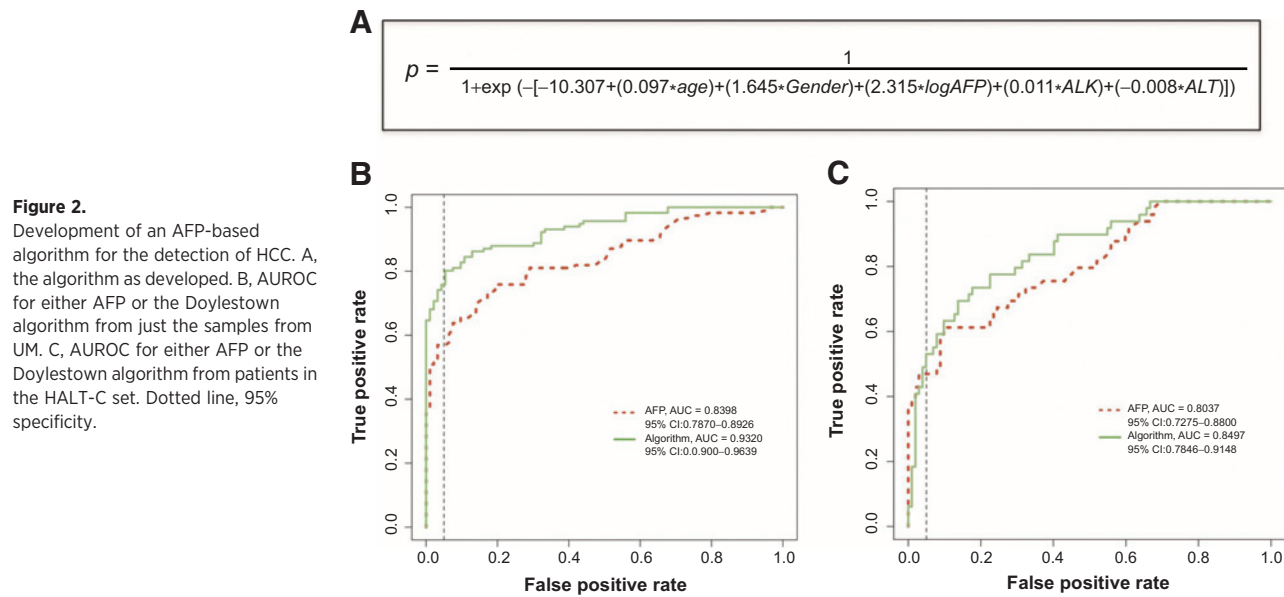 A
p = 1
1+exp (–[–10.307+(0.097*age)+(1.645*Gender)+(2.315*logAFP)+(0.011*ALK)+(–0.008*ALT)])
Figure 2.
Development of an AFP-based
algorithm for the detection of HCC. A,
the algorithm as developed. B, AUROC
for either AFP or the Doylestown
algorithm from just the samples from
UM. C, AUROC for either AFP or the
Doylestown algorithm from patients in
the HALT-C set. Dotted line, 95%
specificity.
B
True positive rate
1.0
0.8
0.6
0.4
0.2
0.0
AFP, AUC = 0.8398
95% CI:0.7870–0.8926
Algorithm, AUC = 0.9320
95% CI:0.0.900–0.9639
0.0 0.2 0.4 0.6 0.8 1.0
False positive rate
C
True positive rate
1.0
0.8
0.6
0.4
0.2
0.0
AFP, AUC = 0.8037
95% CI:0.7275–0.8800
Algorithm, AUC = 0.8497
95% CI:0.7846–0.9148
0.0 0.2 0.4 0.6 0.8 1.0
False positive rate